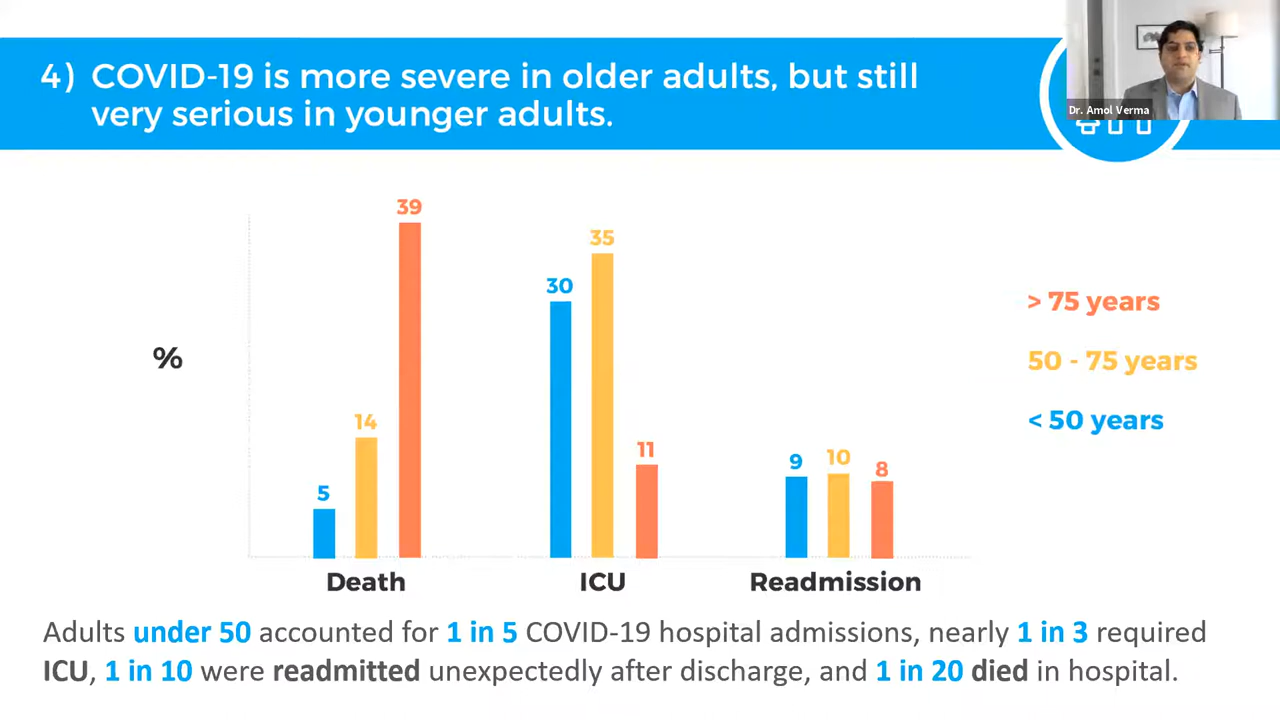 4) COVID-19 is more severe in older adults, but still
very serious in younger adults.
Dr. Amol Verma
%
5
14
39
Death
30
35
11
ICU
9
10
8
Readmission
> 75 years
50 - 75 years
< 50 years
Adults under 50 accounted for 1 in 5 COVID-19 hospital admissions, nearly 1 in 3 required
ICU, 1 in 10 were readmitted unexpectedly after discharge, and 1 in 20 died in hospital.